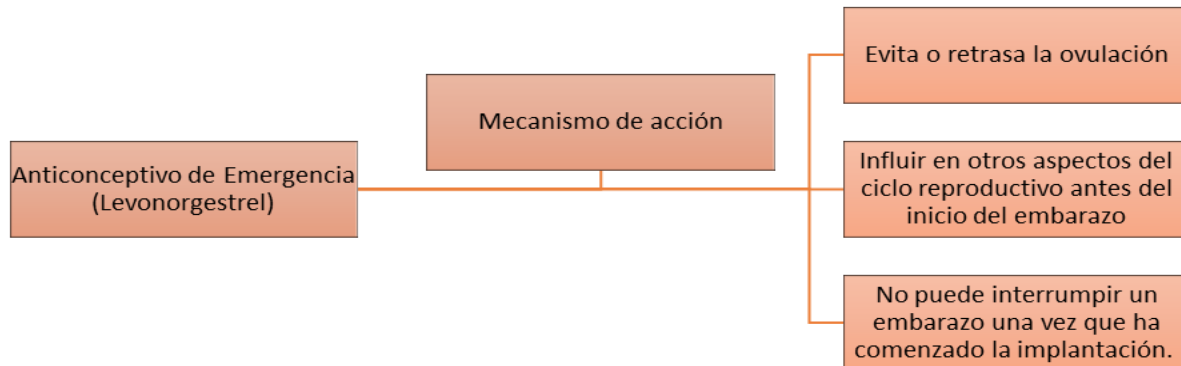 Anticonceptivo de Emergencia
(Levonorgestrel)
Mecanismo de acción
Evita o retrasa la ovulación
Influir en otros aspectos del
ciclo reproductivo antes del
inicio del embarazo
No puede interrumpir un
embarazo una vez que ha
comenzado la implantación.